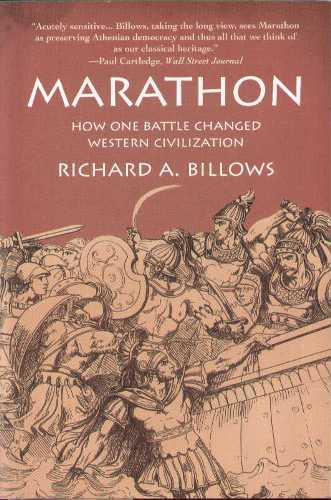 "Acutely sensitive... Billows, taking the long view, sees Marathon
as preserving Athenian democracy and thus all that we think of
as our classical heritage."
—Paul Cartledge, Wall Street Journal
MARATHON
HOW ONE BATTLE CHANGED
WESTERN CIVILIZATION
RICHARD A. BILLOWS